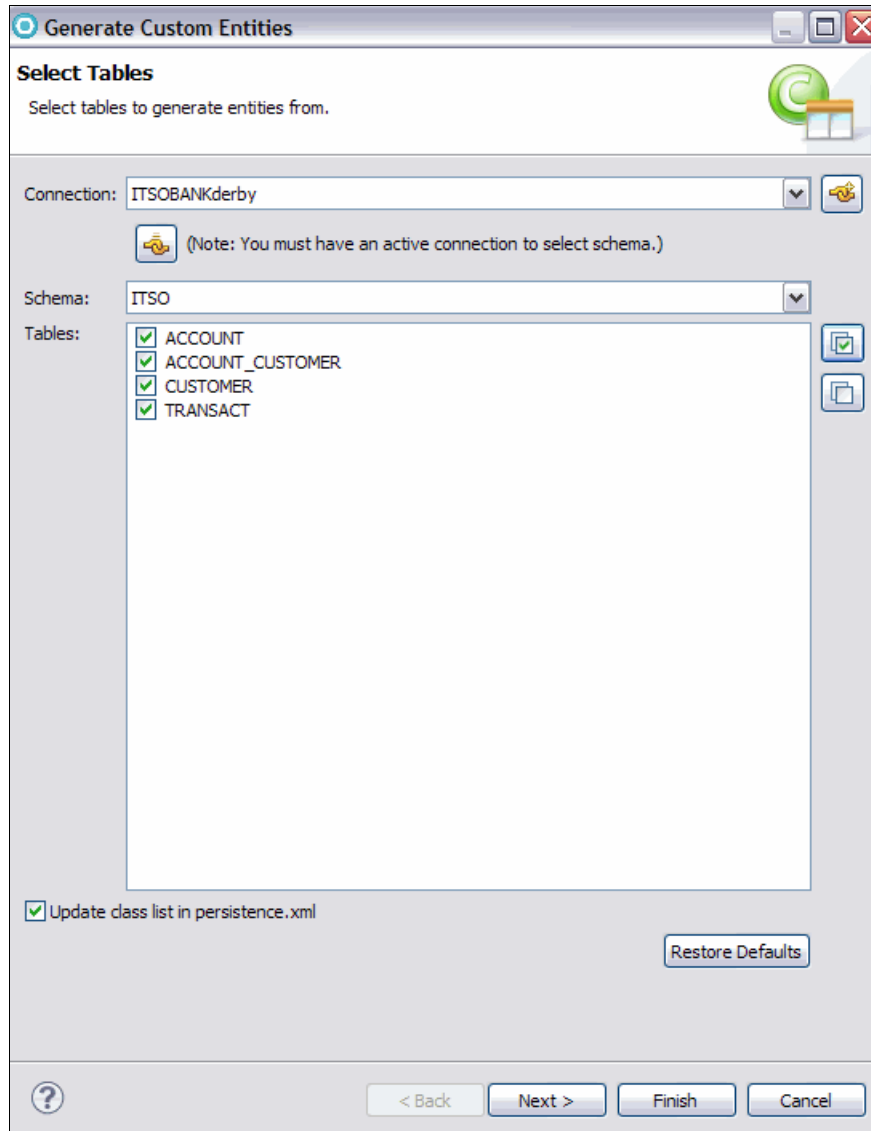 Generate Custom Entities
Select Tables
Select tables to generate entities from.
Connection: ITSOBANKderby
(Note: You must have an active connection to select schema.)
Schema: ITSO
Tables: ACCOUNT
ACCOUNT_CUSTOMER
CUSTOMER
TRANSACT
Update class list in persistence.xml
Restore Defaults
? < Back Next > Finish Cancel